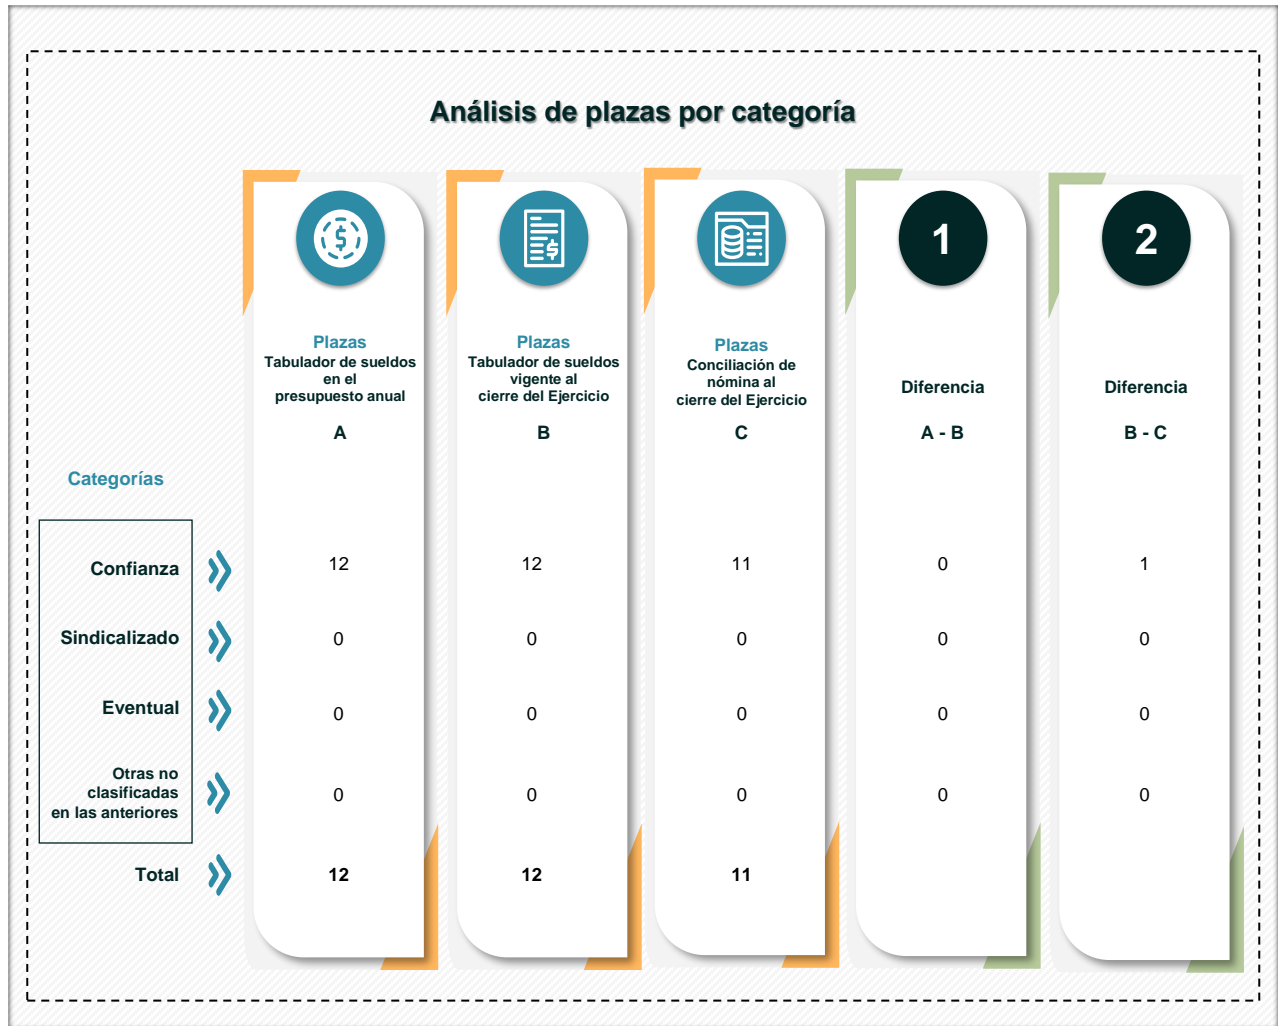 Análisis de plazas por categoría
1
2
Plazas
Tabulador de sueldos
en el
presupuesto anual
A
Plazas
Tabulador de sueldos
vigente al
cierre del Ejercicio
B
Plazas
Conciliación de
nómina al
cierre del Ejercicio
C
Diferencia
A - B
Diferencia
B - C
Categorías
Confianza 12 12 11 0 1
Sindicalizado 0 0 0 0 0
Eventual 0 0 0 0 0
Otras no
clasificadas
en las anteriores 0 0 0 0 0
Total 12 12 11